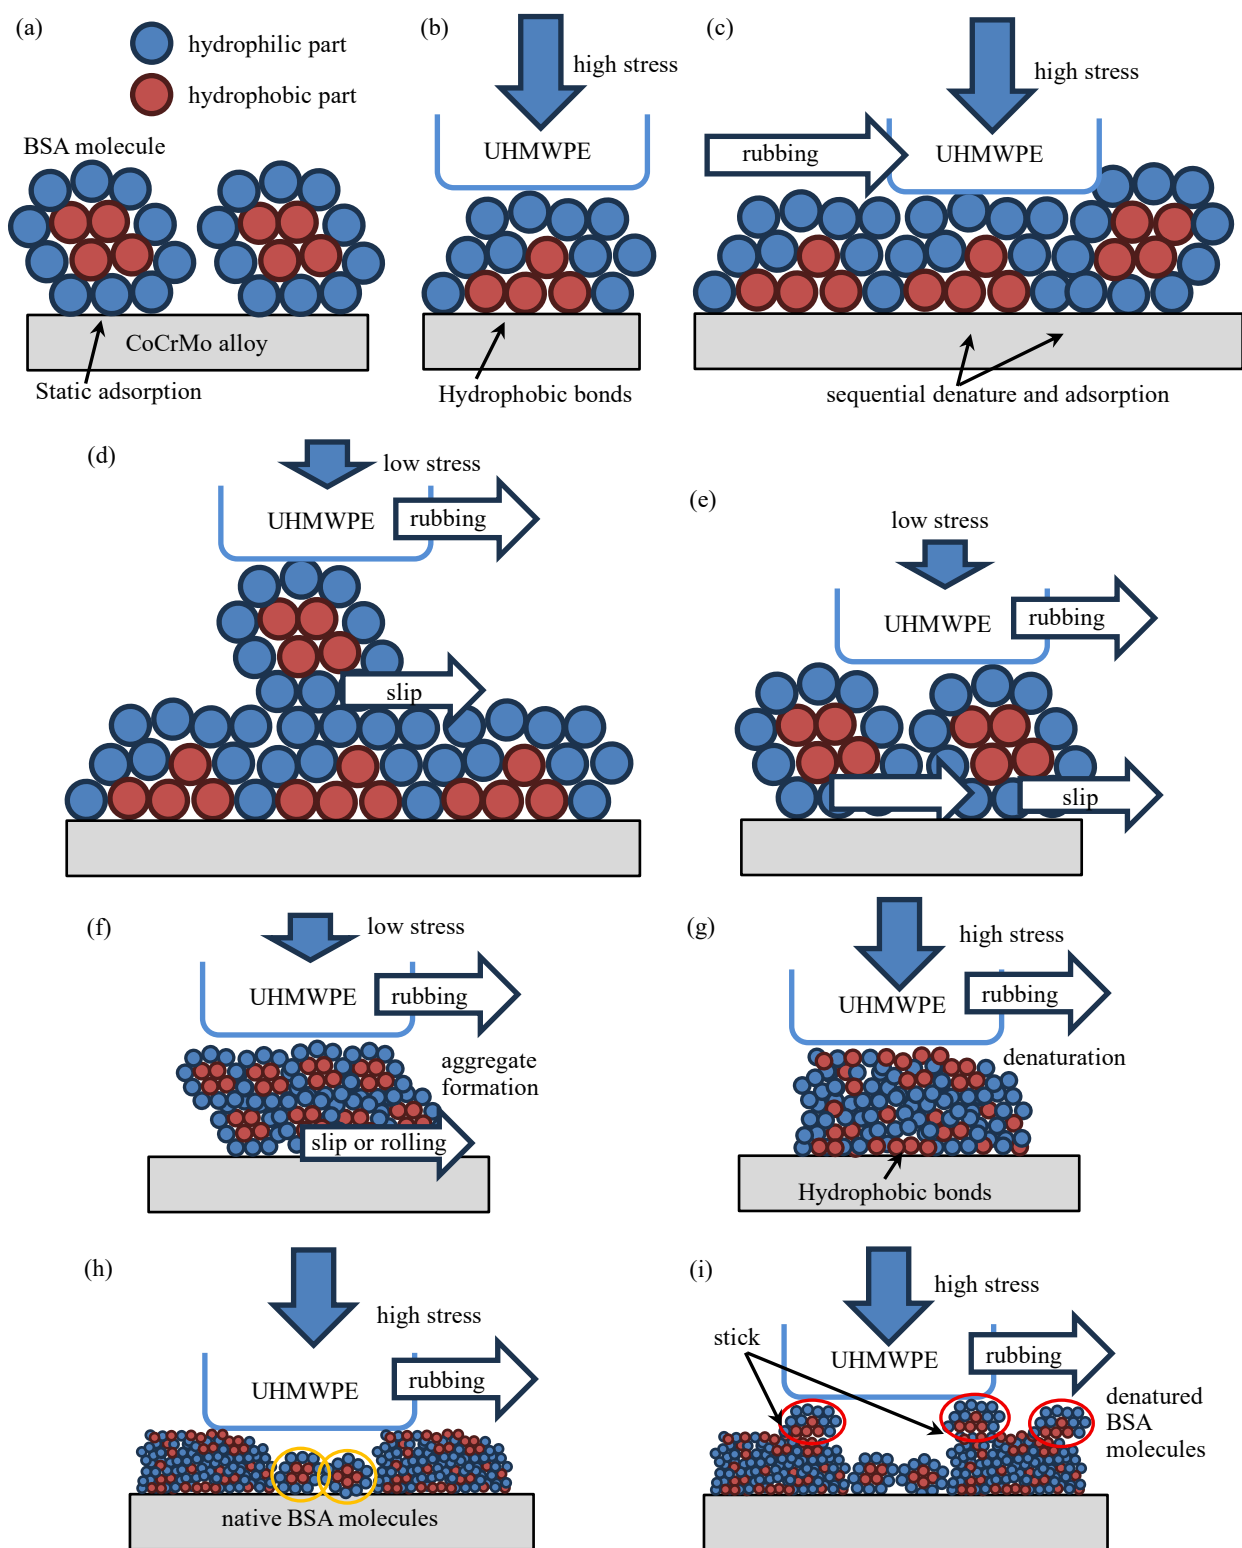 (a)
hydrophilic part
hydrophobic part
BSA molecule
CoCrMo alloy
Static adsorption
(b)
high stress
UHMWPE
Hydrophobic bonds
(c)
high stress
rubbing
UHMWPE
sequential denature and adsorption
(d)
low stress
UHMWPE
rubbing
slip
(e)
low stress
UHMWPE
rubbing
slip
(f)
low stress
UHMWPE
rubbing
aggregate
formation
slip or rolling
(g)
high stress
UHMWPE
rubbing
denaturation
Hydrophobic bonds
(h)
high stress
UHMWPE
rubbing
native BSA molecules
(i)
high stress
stick
UHMWPE
rubbing
denatured
BSA
molecules